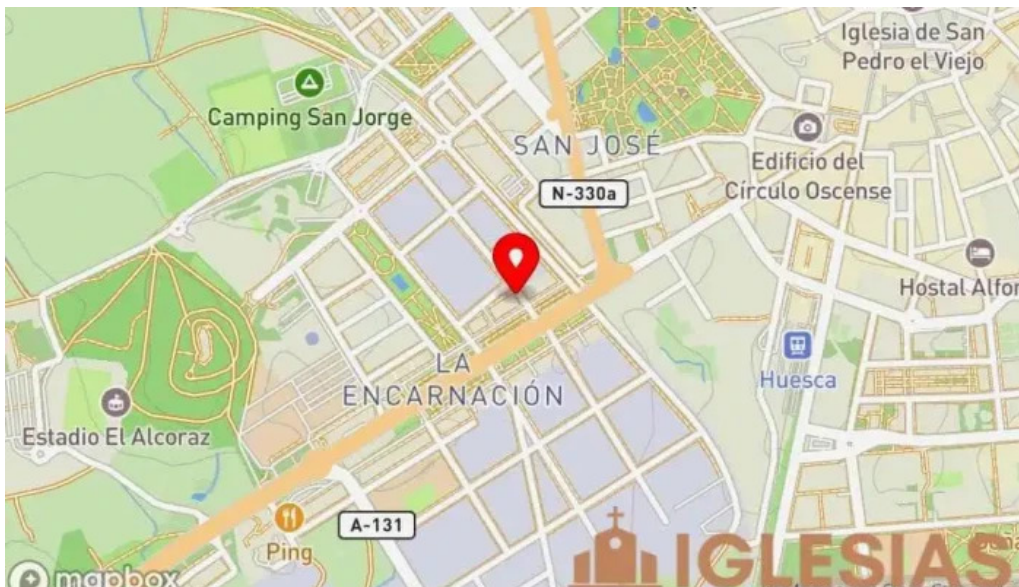 Iglesia de San
Pedro el Viejo
Camping San Jorge
SAN JOSÉ
Edificio del
Círculo Oscense
N-330a
Hostal Alfon
LA
ENCARNACIÓN
Huesca
Estadio El Alcoraz
A-131
Ping
IGLESIAS
mapbox